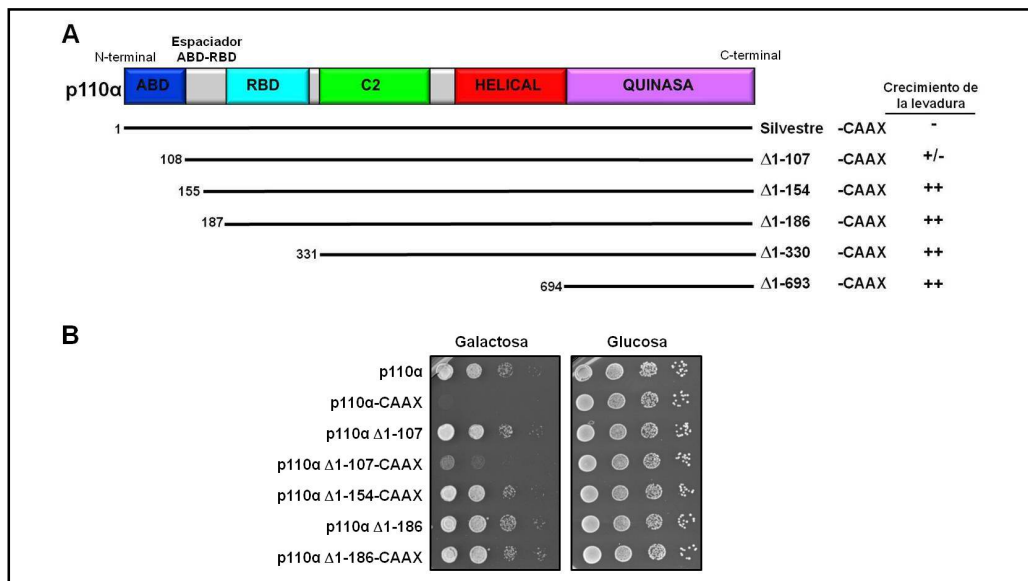 A
Espaciador
ABD-RBD
N-terminal
C-terminal
p110α
ABD
RBD
C2
HELICAL
QUINASA
Crecimiento de
la levadura
1 Silvestre -CAAX -
108 Δ1-107 -CAAX +/-
155 Δ1-154 -CAAX ++
187 Δ1-186 -CAAX ++
331 Δ1-330 -CAAX ++
694 Δ1-693 -CAAX ++
B
Galactosa Glucosa
p110α
p110α-CAAX
p110α Δ1-107
p110α Δ1-107-CAAX
p110α Δ1-154-CAAX
p110α Δ1-186
p110α Δ1-186-CAAX